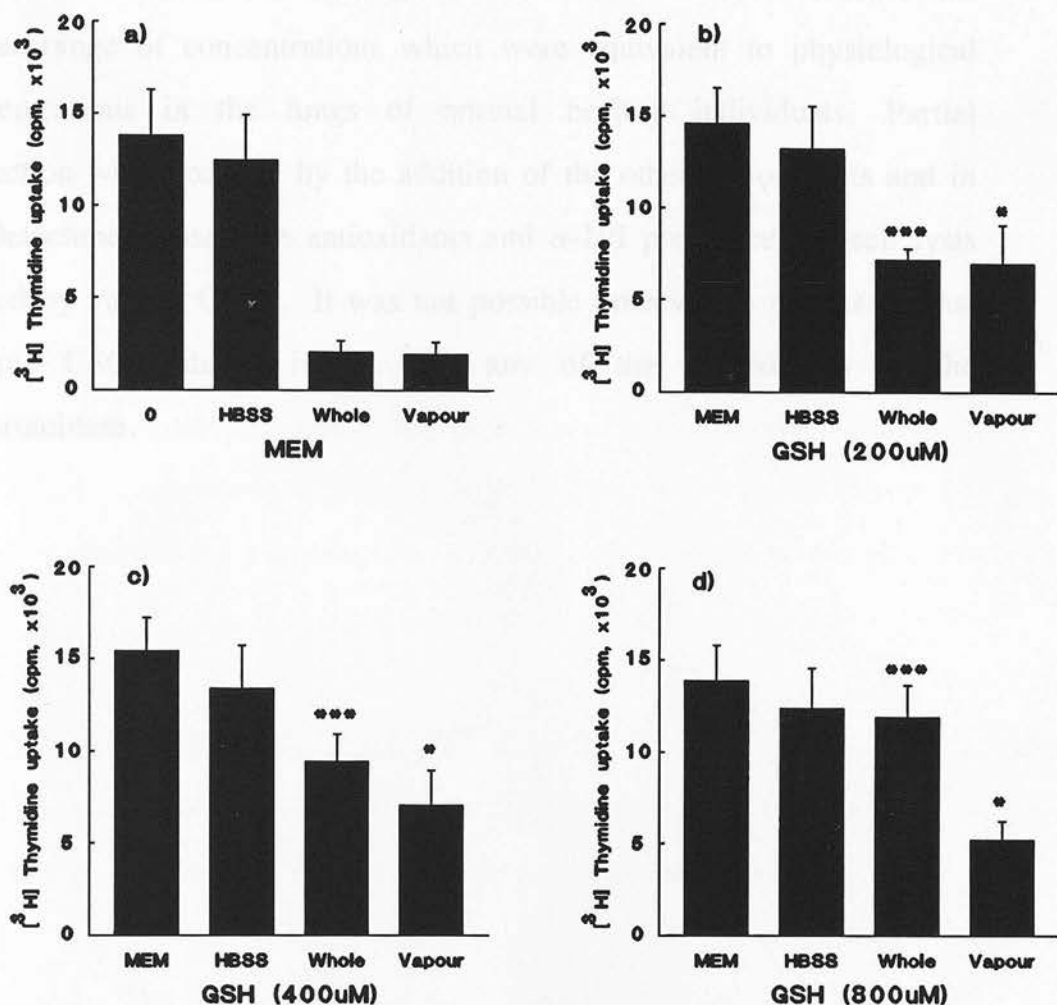 range of concentrations which were equivalent to physiological
in the lungs of normal individuals. Partial
by the addition of the other and in
antioxidants and
It was not possible
of
a)
20
15
10
5
0
[³H] Thymidine uptake (cpm, x10³)
0 HBSS Whole Vapour
MEM
b)
20
15
10
5
0
[³H] Thymidine uptake (cpm, x10³)
*** *
MEM HBSS Whole Vapour
GSH (200uM)
c)
20
15
10
5
0
[³H] Thymidine uptake (cpm, x10³)
*** *
MEM HBSS Whole Vapour
GSH (400uM)
d)
20
15
10
5
0
[³H] Thymidine uptake (cpm, x10³)
*** *
MEM HBSS Whole Vapour
GSH (800uM)